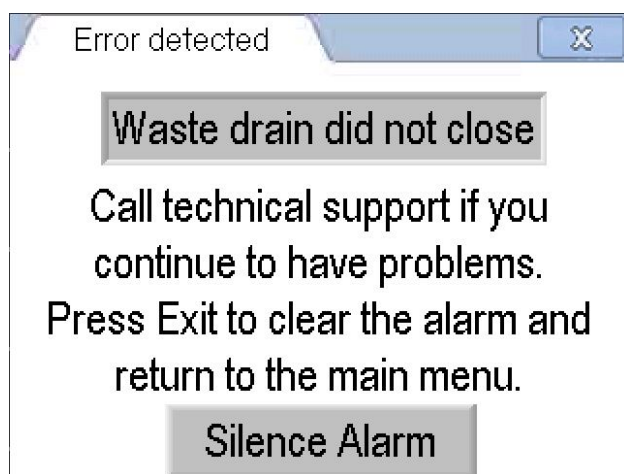 Error detected
X
Waste drain did not close
Call technical support if you
continue to have problems.
Press Exit to clear the alarm and
return to the main menu.
Silence Alarm